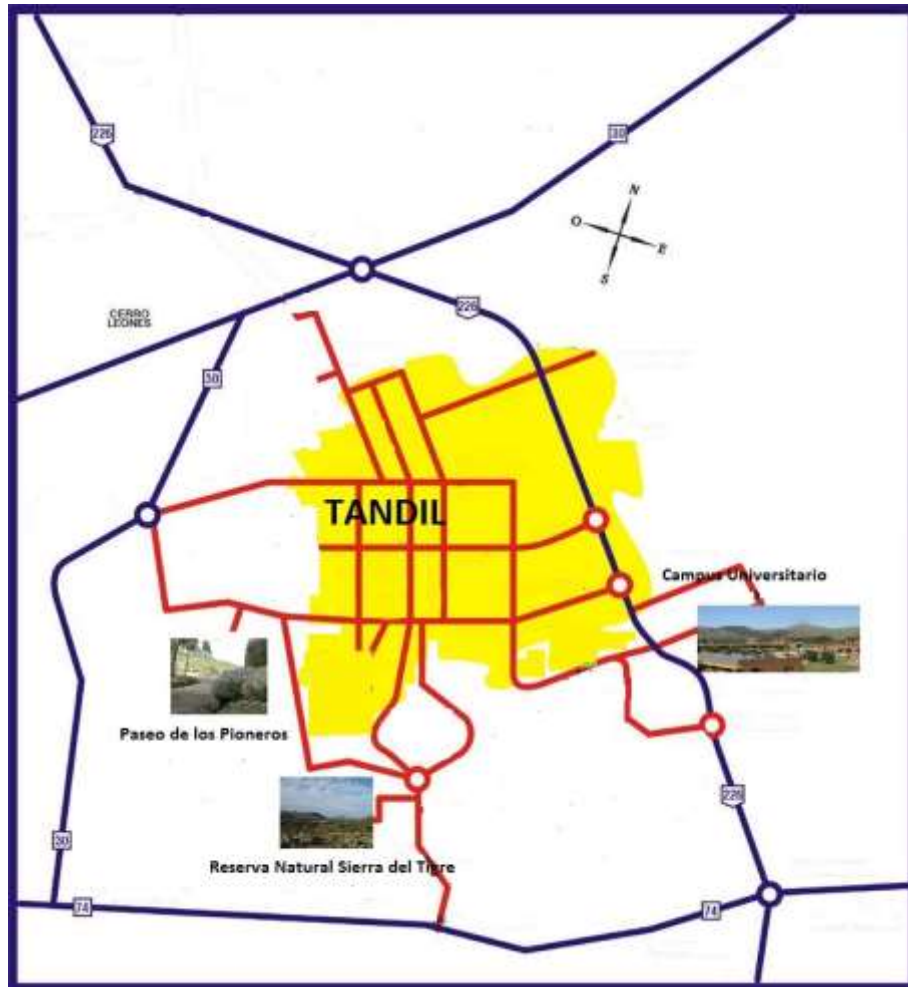 226
30
N
O
E
S
226
CERRO
LEONES
30
TANDIL
Campus Universitario
Paseo de los Pioneros
226
30
Reserva Natural Sierra del Tigre
74
74